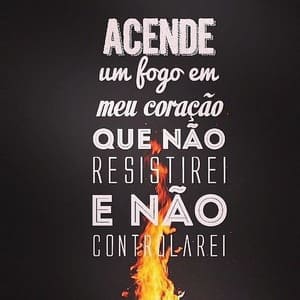 ACENDE
um fogo em
meu coração
QUE NÃO
RESISTIREI
E NÃO
CONTROLAREI